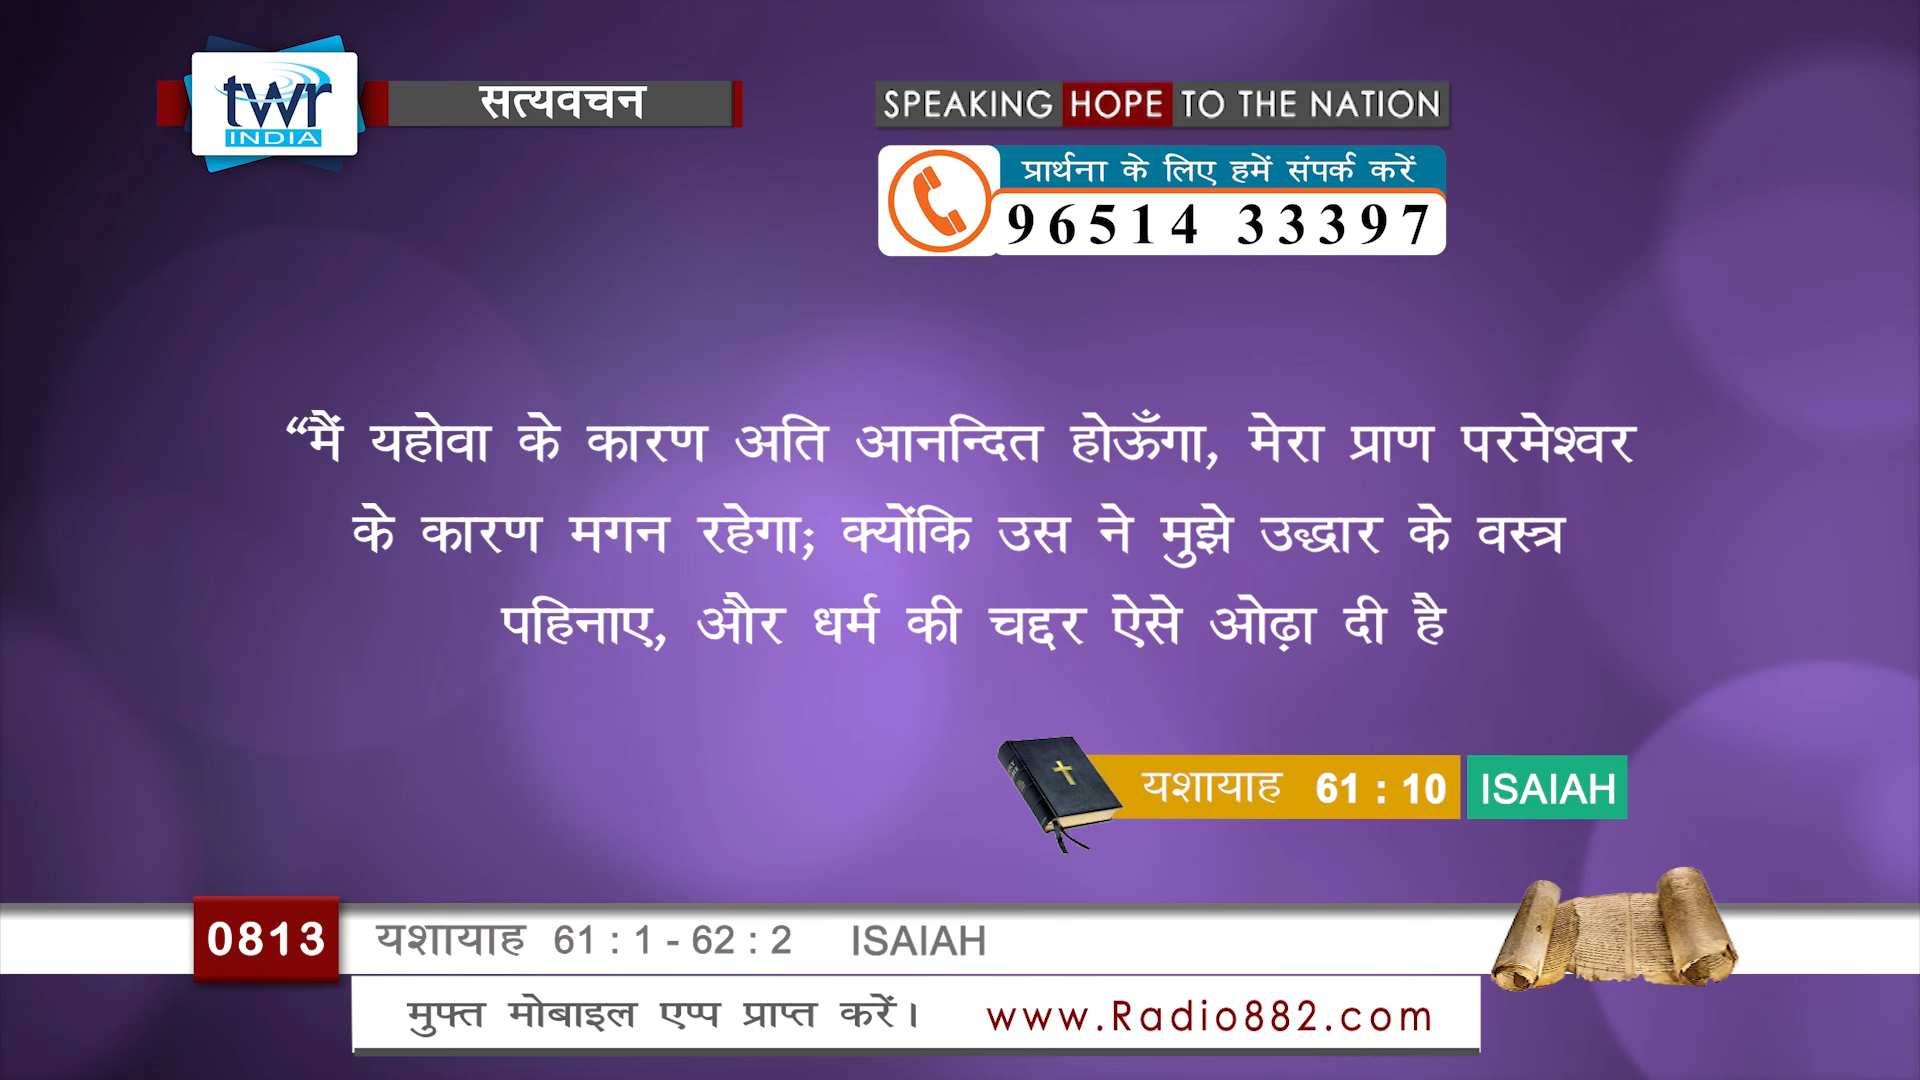 twr
INDIA
सत्यवचन
SPEAKING HOPE TO THE NATION
प्रार्थना के लिए हमें संपर्क करें
96514 33397
“मैं यहोवा के कारण अति आनन्दित होऊँगा, मेरा प्राण परमेश्वर
के कारण मगन रहेगा; क्योंकि उस ने मुझे उद्धार के वस्त्र
पहिनाए, और धर्म की चद्दर ऐसे ओढ़ा दी है
यशायाह 61 : 10 ISAIAH
0813 यशायाह 61 : 1 - 62 : 2 ISAIAH
मुफ्त मोबाइल एप्प प्राप्त करें। www.Radio882.com